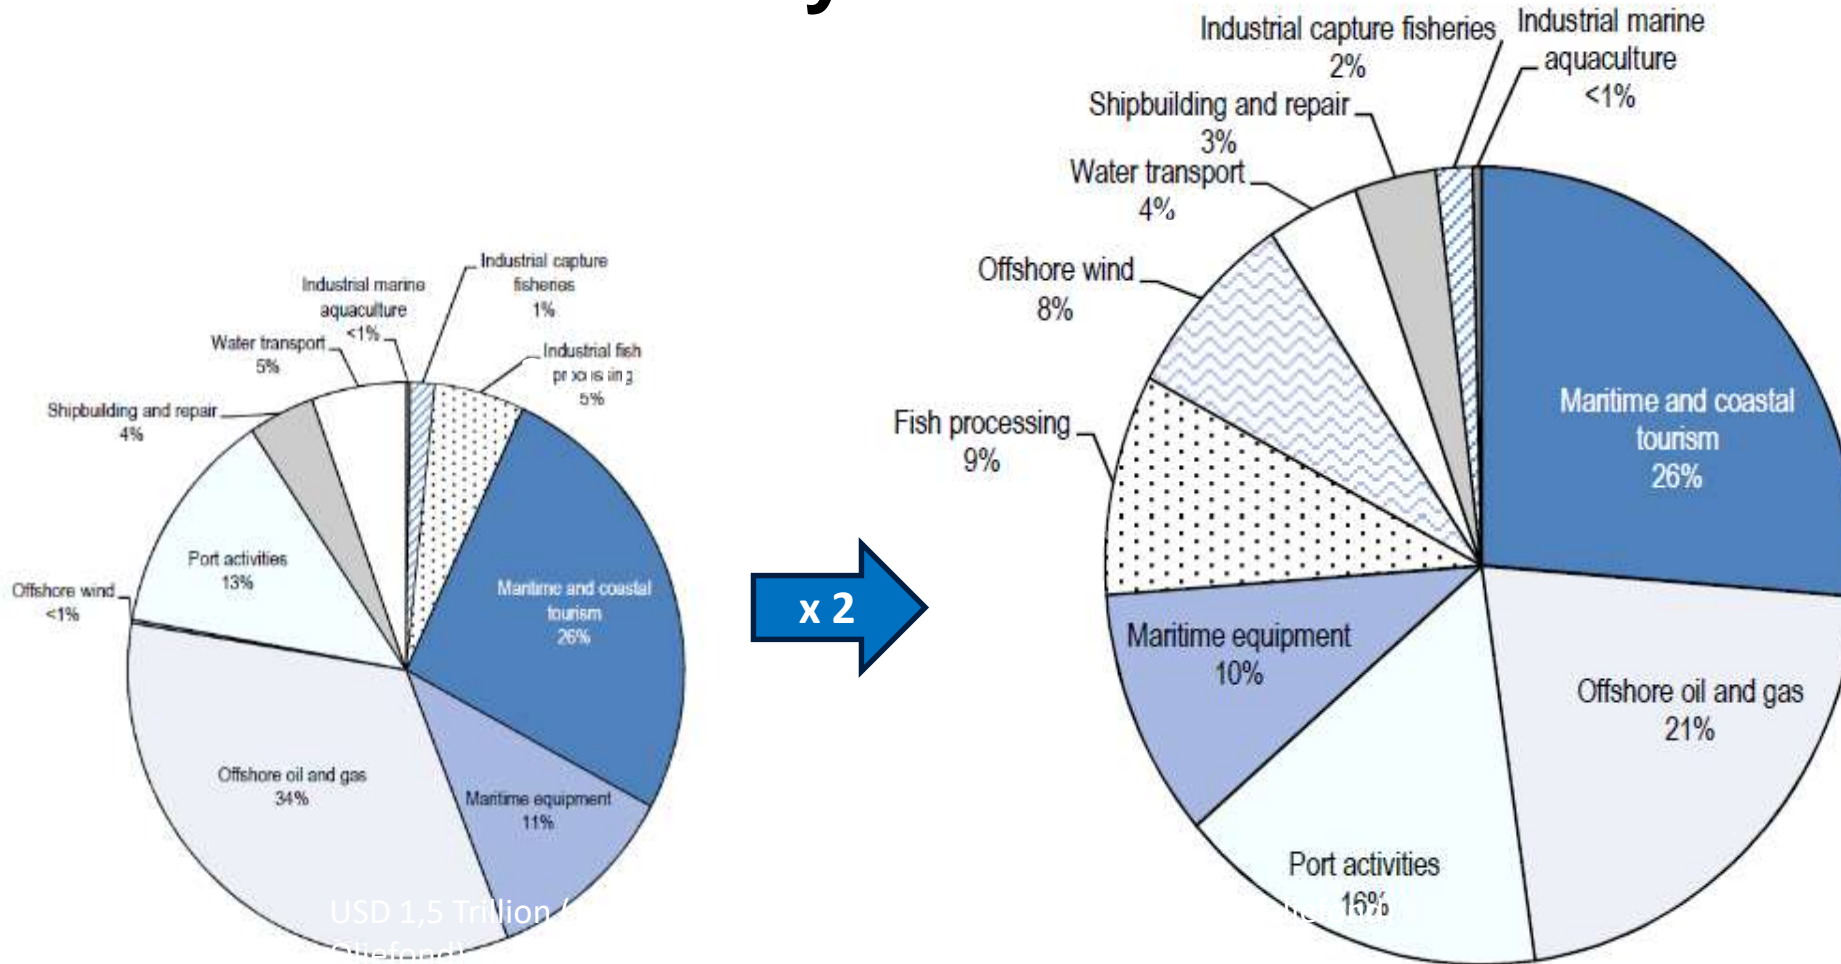 Industrial capture
fisheries
1%
Industrial marine
aquaculture
<1%
Water transport
5%
Industrial fish
5%
Shipbuilding and repair
4%
Port activities
13%
Offshore wind
<1%
Maritime and coastal
tourism
26%
Offshore oil and gas
34%
Maritime equipment
11%
USD 1,5 Trillion (
Oliefond)
x 2
Industrial capture fisheries
2%
Industrial marine
aquaculture
<1%
Shipbuilding and repair
3%
Water transport
4%
Offshore wind
8%
Fish processing
9%
Maritime and coastal
tourism
26%
Maritime equipment
10%
Offshore oil and gas
21%
Port activities
16%